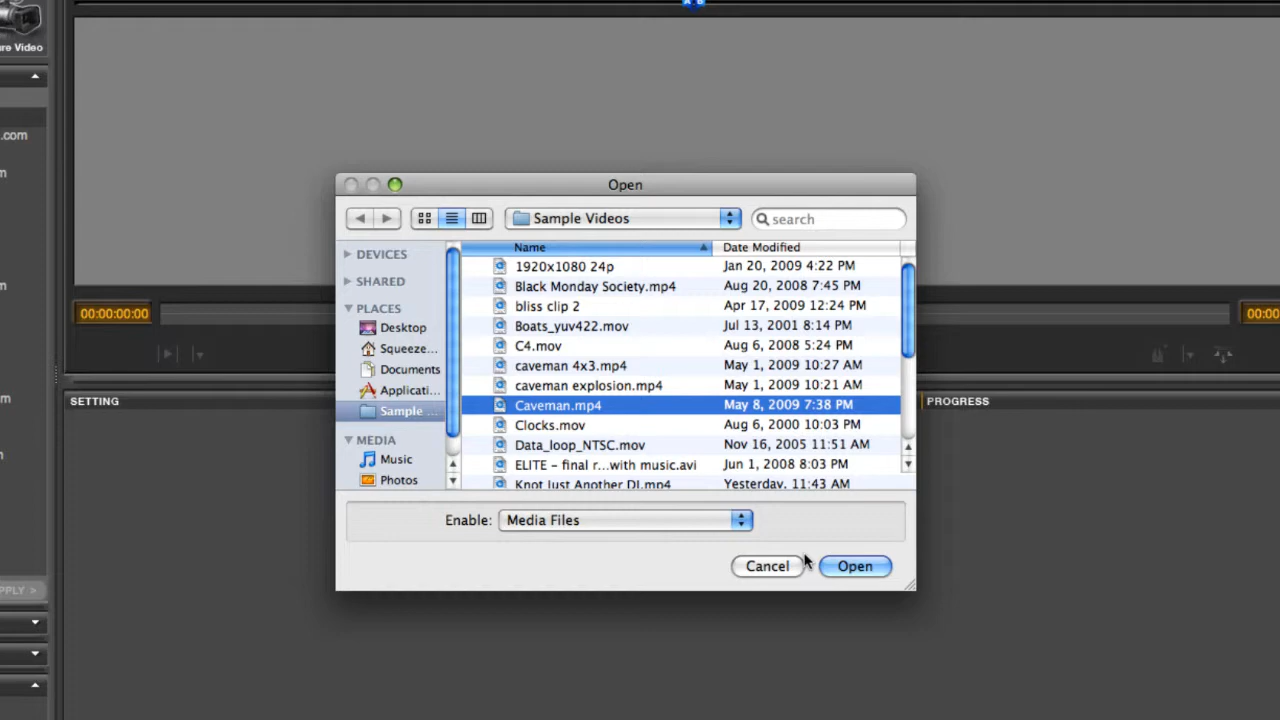 A B
re Video
.com
m
m
m
n
PPLY >
00:00:00:00
00:00
SETTING
PROGRESS
Open
Sample Videos
search
DEVICES
SHARED
PLACES
Desktop
Squeeze...
Documents
Applicati...
Sample ...
MEDIA
Music
Photos
Name Date Modified
1920x1080 24p Jan 20, 2009 4:22 PM
Black Monday Society.mp4 Aug 20, 2008 7:45 PM
bliss clip 2 Apr 17, 2009 12:24 PM
Boats_yuv422.mov Jul 13, 2001 8:14 PM
C4.mov Aug 6, 2008 5:24 PM
caveman 4x3.mp4 May 1, 2009 10:27 AM
caveman explosion.mp4 May 1, 2009 10:21 AM
Caveman.mp4 May 8, 2009 7:38 PM
Clocks.mov Aug 6, 2000 10:03 PM
Data_loop_NTSC.mov Nov 16, 2005 11:51 AM
ELITE – final r...with music.avi Jun 1, 2008 8:03 PM
Knot Just Another DJ.mp4 Yesterday, 11:43 AM
Enable: Media Files
Cancel Open